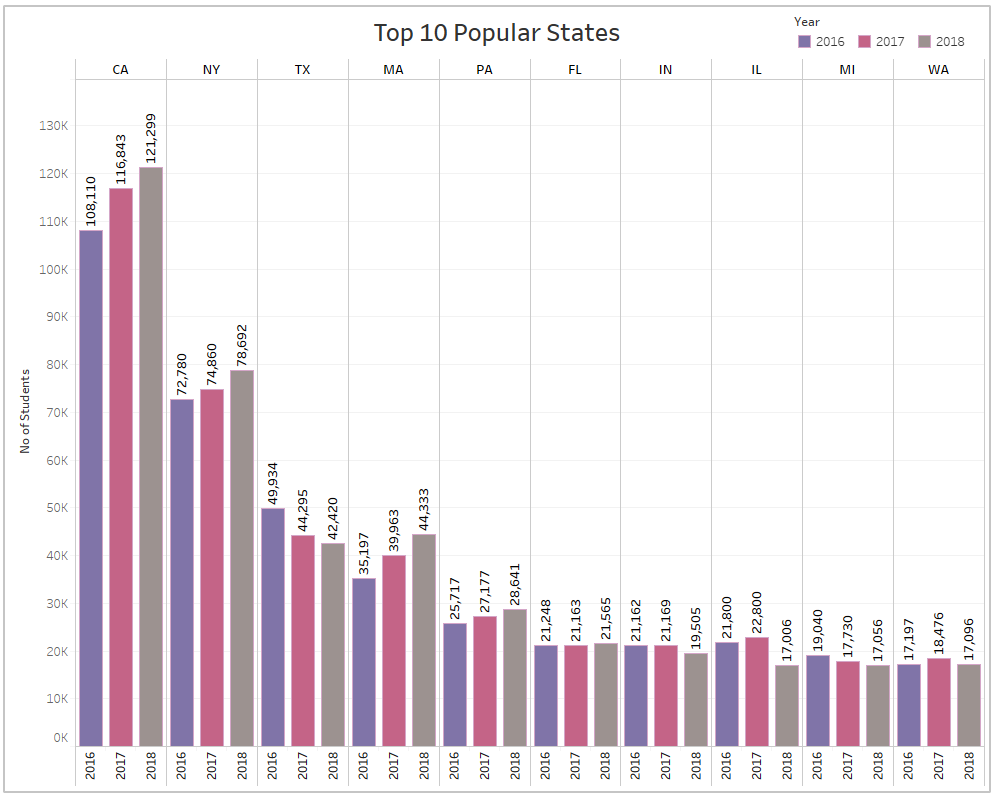 Top 10 Popular States
Year
2016 2017 2018
CA NY TX MA PA FL IN IL MI WA
No of Students
130K
120K
110K
100K
90K
80K
70K
60K
50K
40K
30K
20K
10K
0K
108,110 116,843 121,299
72,780 74,860 78,692
49,934 44,295 42,420
35,197 39,963 44,333
25,717 27,177 28,641
21,248 21,163 21,565
21,162 21,169 19,505
21,800 22,800 17,006
19,040 17,730 17,056
17,197 18,476 17,096
2016 2017 2018 2016 2017 2018 2016 2017 2018 2016 2017 2018 2016 2017 2018 2016 2017 2018 2016 2017 2018 2016 2017 2018 2016 2017 2018 2016 2017 2018